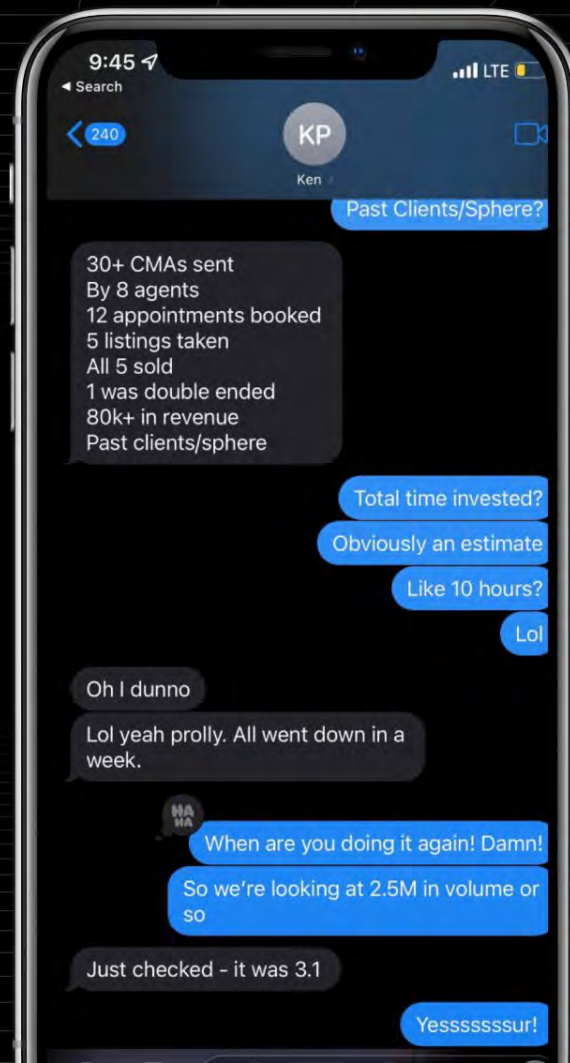 9:45
LTE
◀ Search
240
KP
Ken
Past Clients/Sphere?
30+ CMAs sent
By 8 agents
12 appointments booked
5 listings taken
All 5 sold
1 was double ended
80k+ in revenue
Past clients/sphere
Total time invested?
Obviously an estimate
Like 10 hours?
Lol
Oh I dunno
Lol yeah prolly. All went down in a
week.
HA
HA
When are you doing it again! Damn!
So we're looking at 2.5M in volume or
so
Just checked - it was 3.1
Yesssssssur!